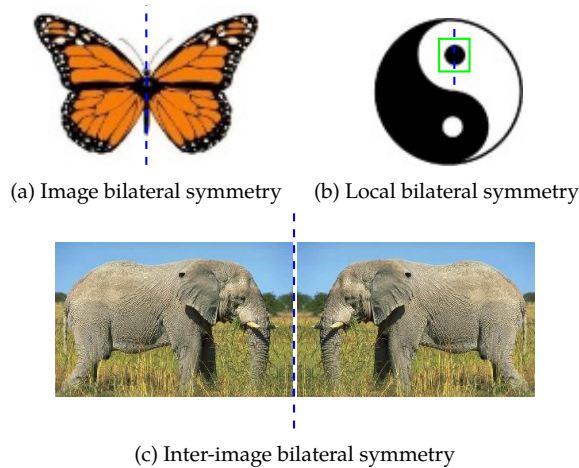 (a) Image bilateral symmetry
(b) Local bilateral symmetry
(c) Inter-image bilateral symmetry